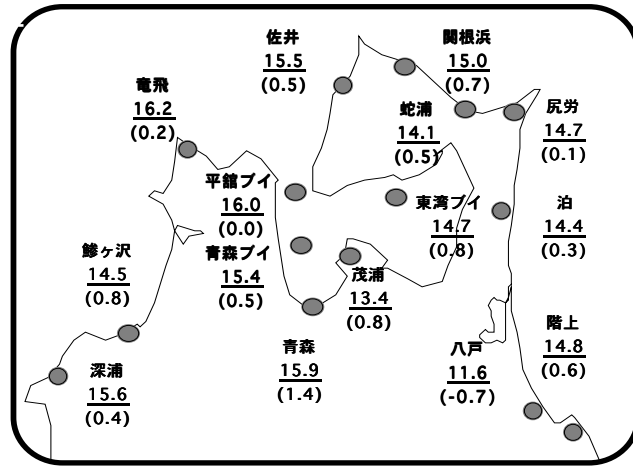 佐井
15.5
(0.5)
関根浜
15.0
(0.7)
竜飛
16.2
(0.2)
蛇浦
14.1
(0.5)
尻労
14.7
(0.1)
平舘ブイ
16.0
(0.0)
東湾ブイ
14.7
(0.8)
泊
14.4
(0.3)
鰺ヶ沢
14.5
(0.8)
青森ブイ
15.4
(0.5)
茂浦
13.4
(0.8)
階上
14.8
(0.6)
青森
15.9
(1.4)
八戸
11.6
(-0.7)
深浦
15.6
(0.4)